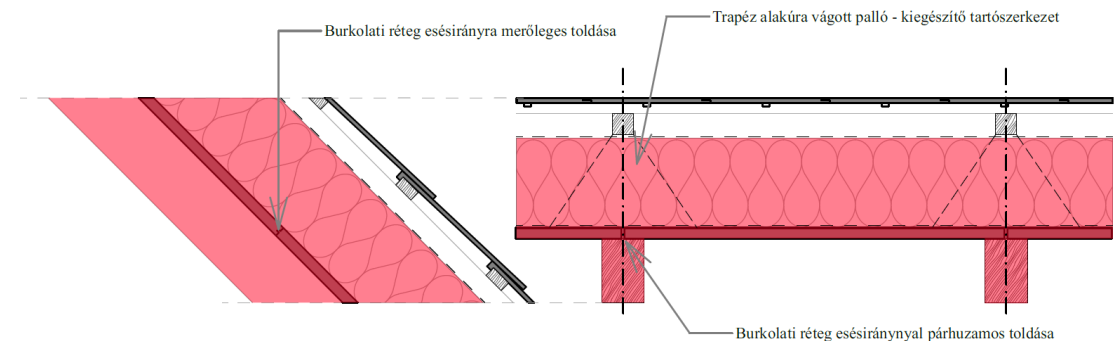 Trapéz alakúra vágott palló - kiegészítő tartószerkezet
Burkolati réteg esésirányra merőleges toldása
Burkolati réteg esésiránynyal párhuzamos toldása